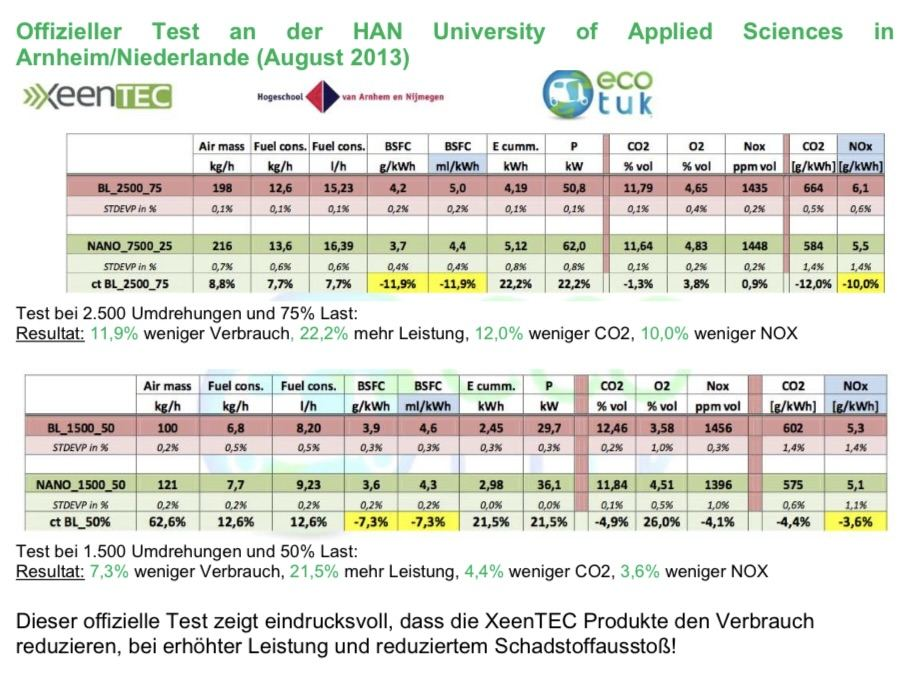 Offizieller Test an der HAN University of Applied Sciences in
Arnheim/Niederlande (August 2013)
XeenTEC Hogeschool van Arnhem en Nijmegen eco tuk
Air mass Fuel cons. Fuel cons. BSFC BSFC E cumm. P CO2 O2 Nox CO2 NOx
kg/h kg/h l/h g/kWh ml/kWh kWh kW % vol % vol ppm vol [g/kWh] [g/kWh]
BL_2500_75 198 12,6 15,23 4,2 5,0 4,19 50,8 11,79 4,65 1435 664 6,1
STDEVP in % 0,1% 0,1% 0,1% 0,2% 0,2% 0,1% 0,1% 0,1% 0,4% 0,2% 0,5% 0,6%
NANO_7500_25 216 13,6 16,39 3,7 4,4 5,12 62,0 11,64 4,83 1448 584 5,5
STDEVP in % 0,7% 0,6% 0,6% 0,4% 0,4% 0,8% 0,8% 0,1% 0,2% 0,2% 1,4% 1,4%
ct BL_2500_75 8,8% 7,7% 7,7% -11,9% -11,9% 22,2% 22,2% -1,3% 3,8% 0,9% -12,0% -10,0%
Test bei 2.500 Umdrehungen und 75% Last:
Resultat: 11,9% weniger Verbrauch, 22,2% mehr Leistung, 12,0% weniger CO2, 10,0% weniger NOX
Air mass Fuel cons. Fuel cons. BSFC BSFC E cumm. P CO2 O2 Nox CO2 NOx
kg/h kg/h l/h g/kWh ml/kWh kWh kW % vol % vol ppm vol [g/kWh] [g/kWh]
BL_1500_50 100 6,8 8,20 3,9 4,6 2,45 29,7 12,46 3,58 1456 602 5,3
STDEVP in % 0,2% 0,5% 0,5% 0,3% 0,3% 0,3% 0,3% 0,2% 1,0% 0,3% 1,4% 1,4%
NANO_1500_50 121 7,7 9,23 3,6 4,3 2,98 36,1 11,84 4,51 1396 575 5,1
STDEVP in % 0,2% 0,2% 0,2% 0,2% 0,2% 0,0% 0,0% 0,1% 0,5% 1,0% 0,6% 1,1%
ct BL_50% 62,6% 12,6% 12,6% -7,3% -7,3% 21,5% 21,5% -4,9% 26,0% -4,1% -4,4% -3,6%
Test bei 1.500 Umdrehungen und 50% Last:
Resultat: 7,3% weniger Verbrauch, 21,5% mehr Leistung, 4,4% weniger CO2, 3,6% weniger NOX
Dieser offizielle Test zeigt eindrucksvoll, dass die XeenTEC Produkte den Verbrauch
reduzieren, bei erhöhter Leistung und reduziertem Schadstoffausstoß!